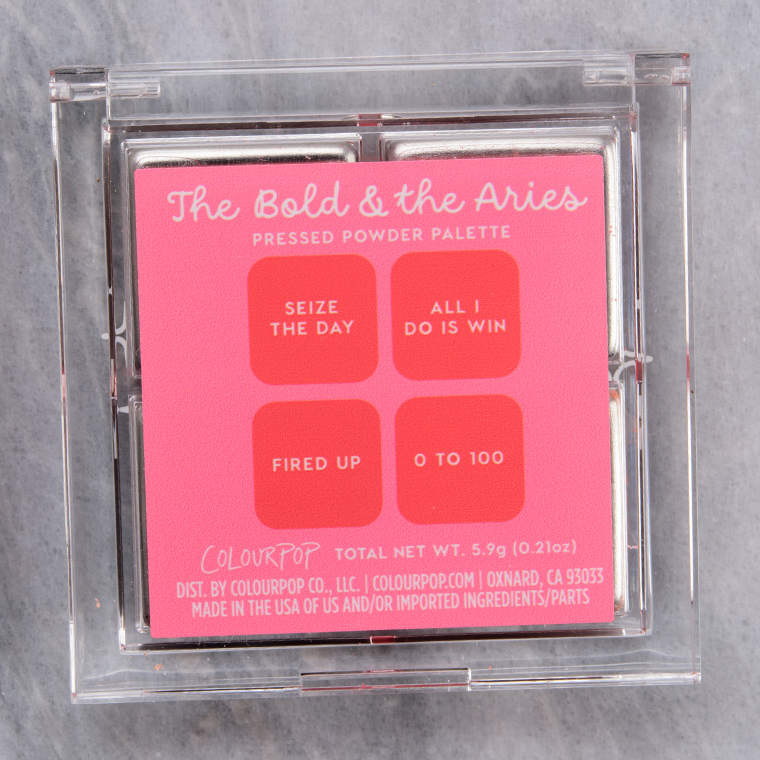 The Bold & the Aries
PRESSED POWDER PALETTE
SEIZE
THE DAY
ALL I
DO IS WIN
FIRED UP
0 TO 100
COLOURPOP TOTAL NET WT. 5.9g (0.21oz)
DIST. BY COLOURPOP CO., LLC. | COLOURPOP.COM | OXNARD, CA 93033
MADE IN THE USA OF US AND/OR IMPORTED INGREDIENTS/PARTS